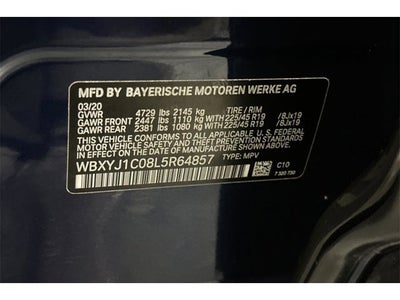 MFD BY BAYERISCHE MOTOREN WERKE AG
03/20
GVWR 4729 lbs 2145 kg TIRE / RIM
GAWR FRONT 2447 lbs 1110 kg WITH 225/45 R19 /8Jx19
GAWR REAR 2381 lbs 1080 kg WITH 225/45 R19 /8Jx19
THIS VEHICLE CONFORMS TO ALL APPLICABLE FEDERAL
MOTOR VEHICLE SAFETY, BUMPER, AND
THEFT PREVENTION STANDARDS IN EFFECT
ON THE DATE OF MANUFACTURE SHOWN ABOVE.
WBXYJ1C08L5R64857 TYPE: MPV
C10